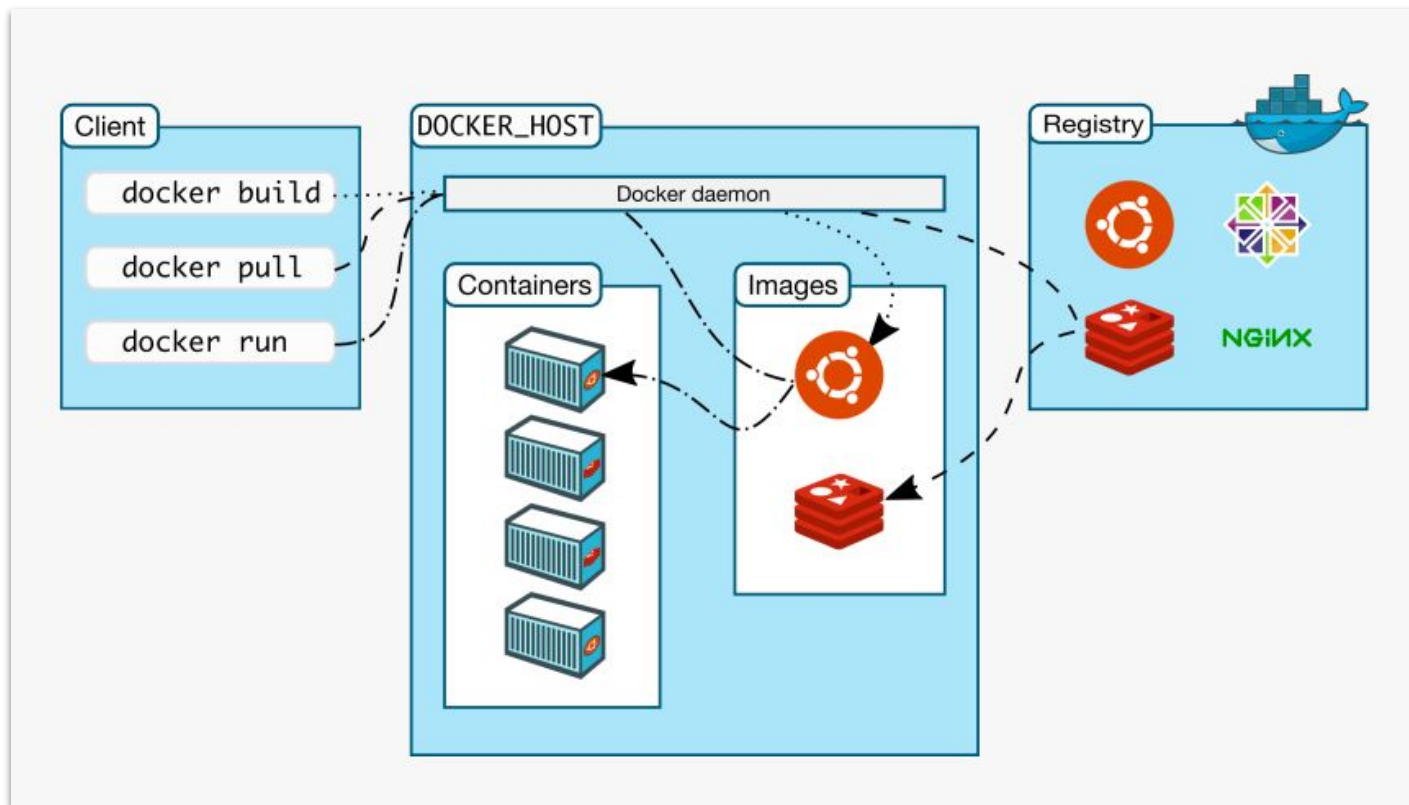 Client
docker build
docker pull
docker run
DOCKER_HOST
Docker daemon
Containers
Images
Registry
NGiNX